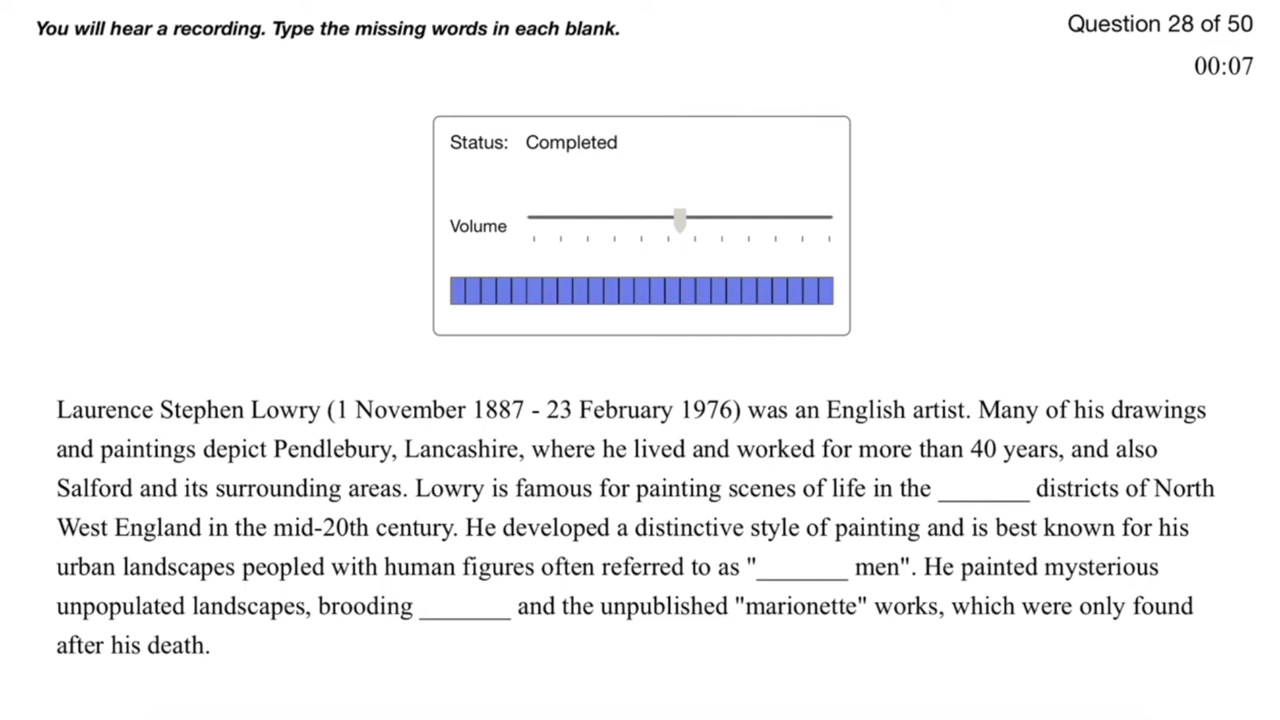 You will hear a recording. Type the missing words in each blank.
Question 28 of 50
00:07
Status: Completed
Volume
Laurence Stephen Lowry (1 November 1887 - 23 February 1976) was an English artist. Many of his drawings
and paintings depict Pendlebury, Lancashire, where he lived and worked for more than 40 years, and also
Salford and its surrounding areas. Lowry is famous for painting scenes of life in the ________ districts of North
West England in the mid-20th century. He developed a distinctive style of painting and is best known for his
urban landscapes peopled with human figures often referred to as "________ men". He painted mysterious
unpopulated landscapes, brooding ________ and the unpublished "marionette" works, which were only found
after his death.